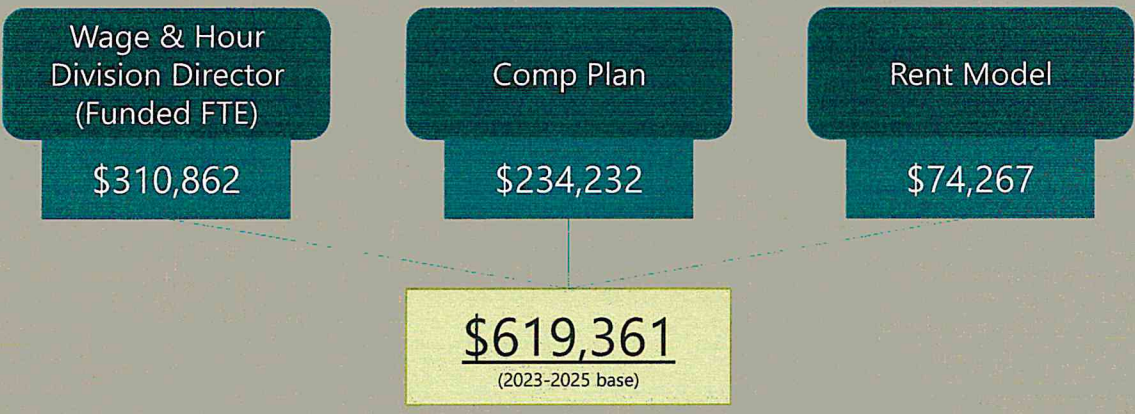 Wage & Hour
Division Director
(Funded FTE)
$310,862
Comp Plan
$234,232
Rent Model
$74,267
$619,361
(2023-2025 base)